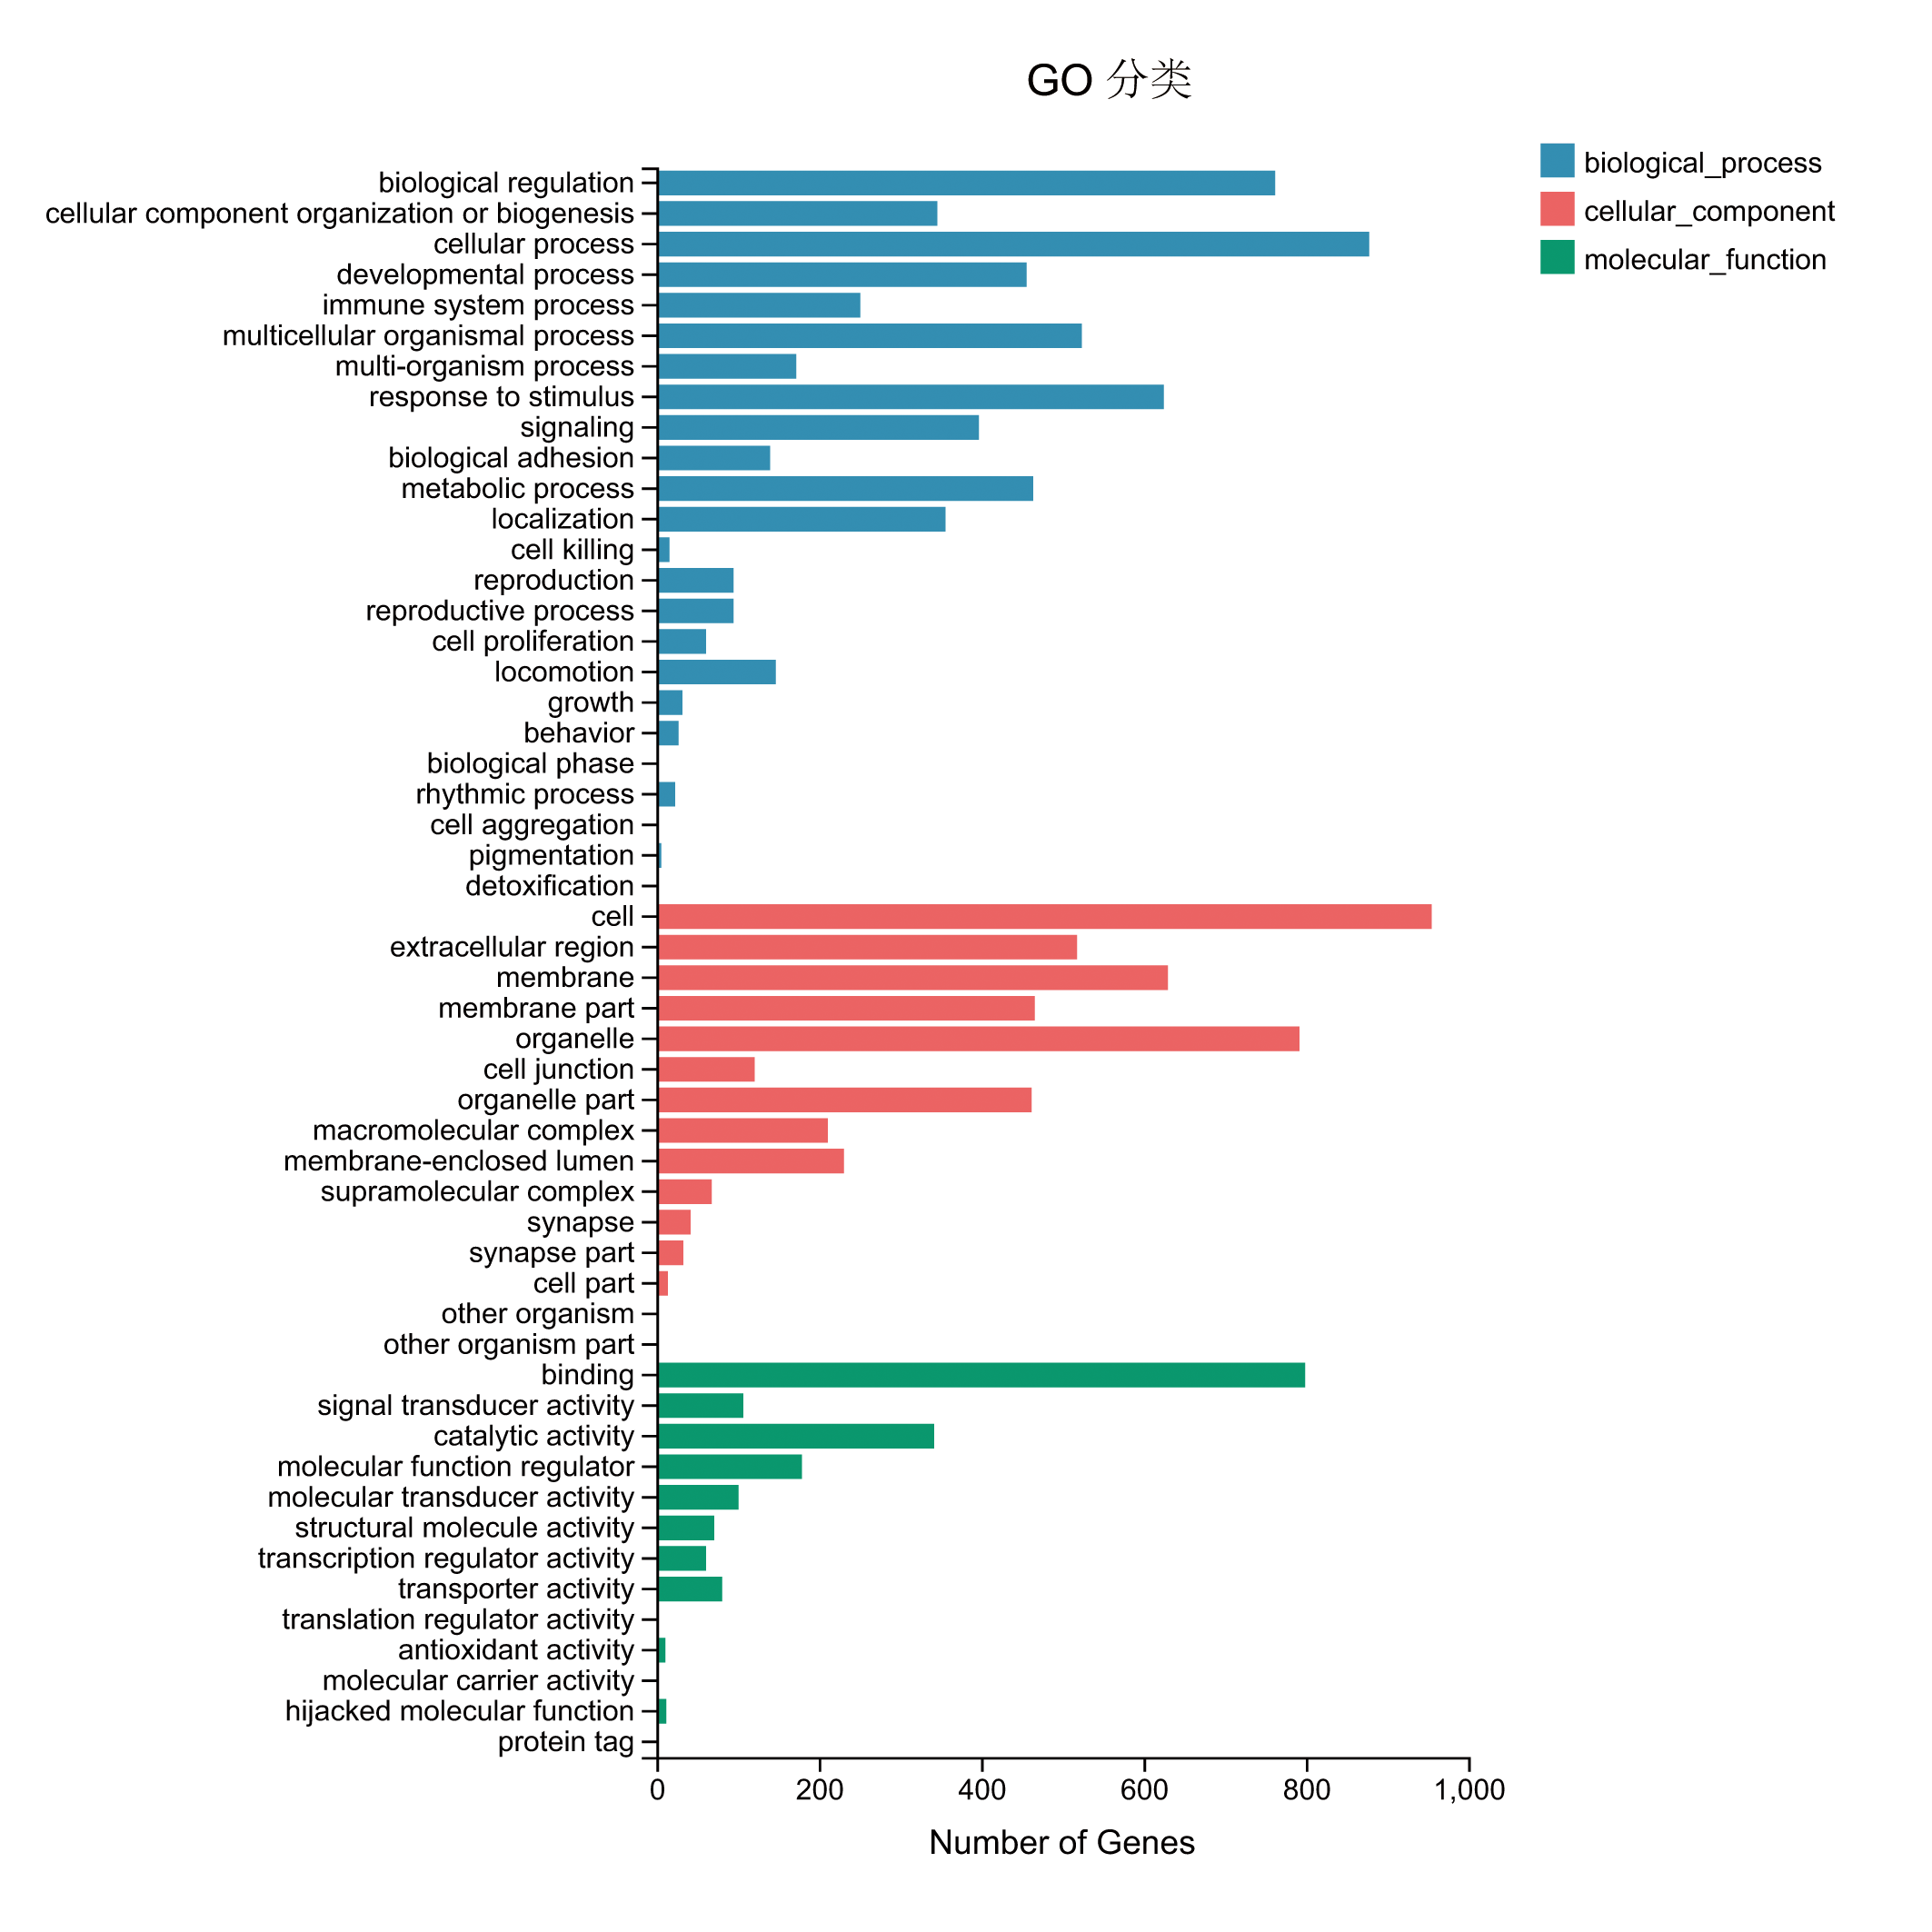 GO 分类
biological_process
cellular_component
molecular_function
biological regulation
cellular component organization or biogenesis
cellular process
developmental process
immune system process
multicellular organismal process
multi-organism process
response to stimulus
signaling
biological adhesion
metabolic process
localization
cell killing
reproduction
reproductive process
cell proliferation
locomotion
growth
behavior
biological phase
rhythmic process
cell aggregation
pigmentation
detoxification
cell
extracellular region
membrane
membrane part
organelle
cell junction
organelle part
macromolecular complex
membrane-enclosed lumen
supramolecular complex
synapse
synapse part
cell part
other organism
other organism part
binding
signal transducer activity
catalytic activity
molecular function regulator
molecular transducer activity
structural molecule activity
transcription regulator activity
transporter activity
translation regulator activity
antioxidant activity
molecular carrier activity
hijacked molecular function
protein tag
0 200 400 600 800 1,000
Number of Genes